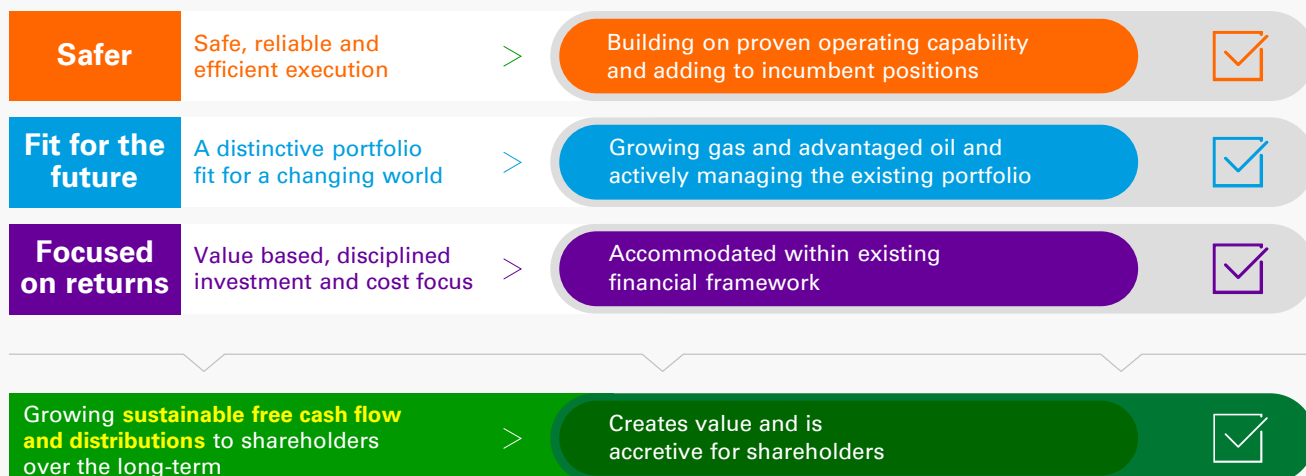 Safer
Safe, reliable and
efficient execution
>
Building on proven operating capability
and adding to incumbent positions
Fit for the
future
A distinctive portfolio
fit for a changing world
>
Growing gas and advantaged oil and
actively managing the existing portfolio
Focused
on returns
Value based, disciplined
investment and cost focus
>
Accommodated within existing
financial framework
Growing sustainable free cash flow
and distributions to shareholders
over the long-term
>
Creates value and is
accretive for shareholders